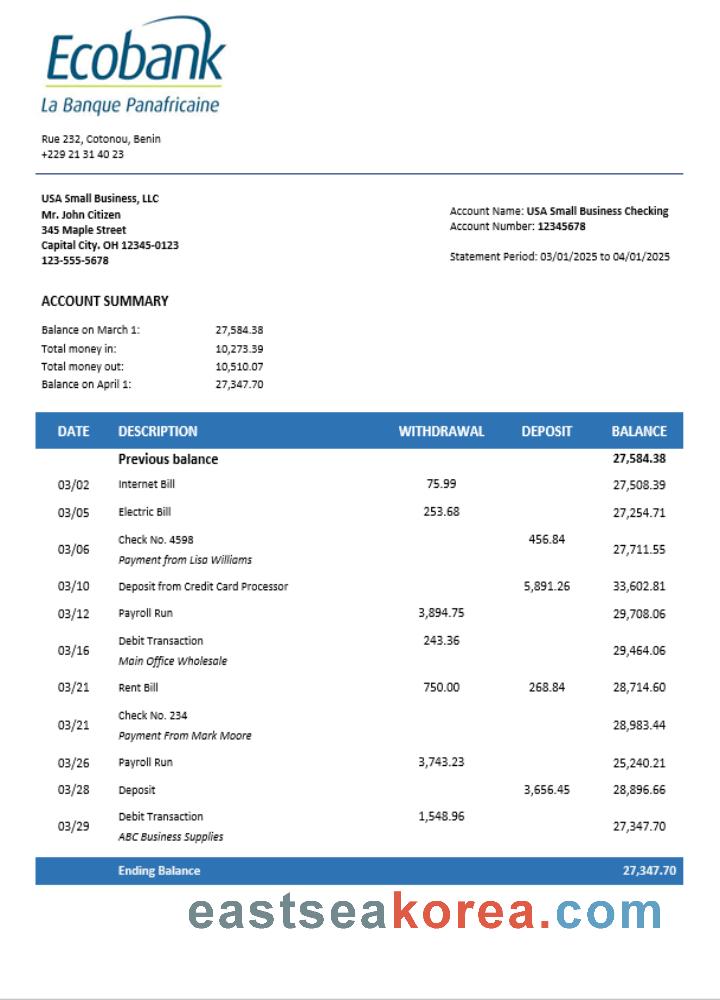 Ecobank
La Banque Panafricaine
Rue 232, Cotonou, Benin
+229 21 31 40 23
USA Small Business, LLC
Mr. John Citizen
345 Maple Street
Capital City. OH 12345-0123
123-555-5678
Account Name: USA Small Business Checking
Account Number: 12345678
Statement Period: 03/01/2025 to 04/01/2025
ACCOUNT SUMMARY
Balance on March 1: 27,584.38
Total money in: 10,273.39
Total money out: 10,510.07
Balance on April 1: 27,347.70
DATE DESCRIPTION WITHDRAWAL DEPOSIT BALANCE
Previous balance 27,584.38
03/02 Internet Bill 75.99 27,508.39
03/05 Electric Bill 253.68 27,254.71
03/06 Check No. 4598 456.84 27,711.55
Payment from Lisa Williams
03/10 Deposit from Credit Card Processor 5,891.26 33,602.81
03/12 Payroll Run 3,894.75 29,708.06
03/16 Debit Transaction 243.36 29,464.06
Main Office Wholesale
03/21 Rent Bill 750.00 268.84 28,714.60
03/21 Check No. 234 28,983.44
Payment From Mark Moore
03/26 Payroll Run 3,743.23 25,240.21
03/28 Deposit 3,656.45 28,896.66
03/29 Debit Transaction 1,548.96 27,347.70
ABC Business Supplies
Ending Balance 27,347.70
eastseakorea.com